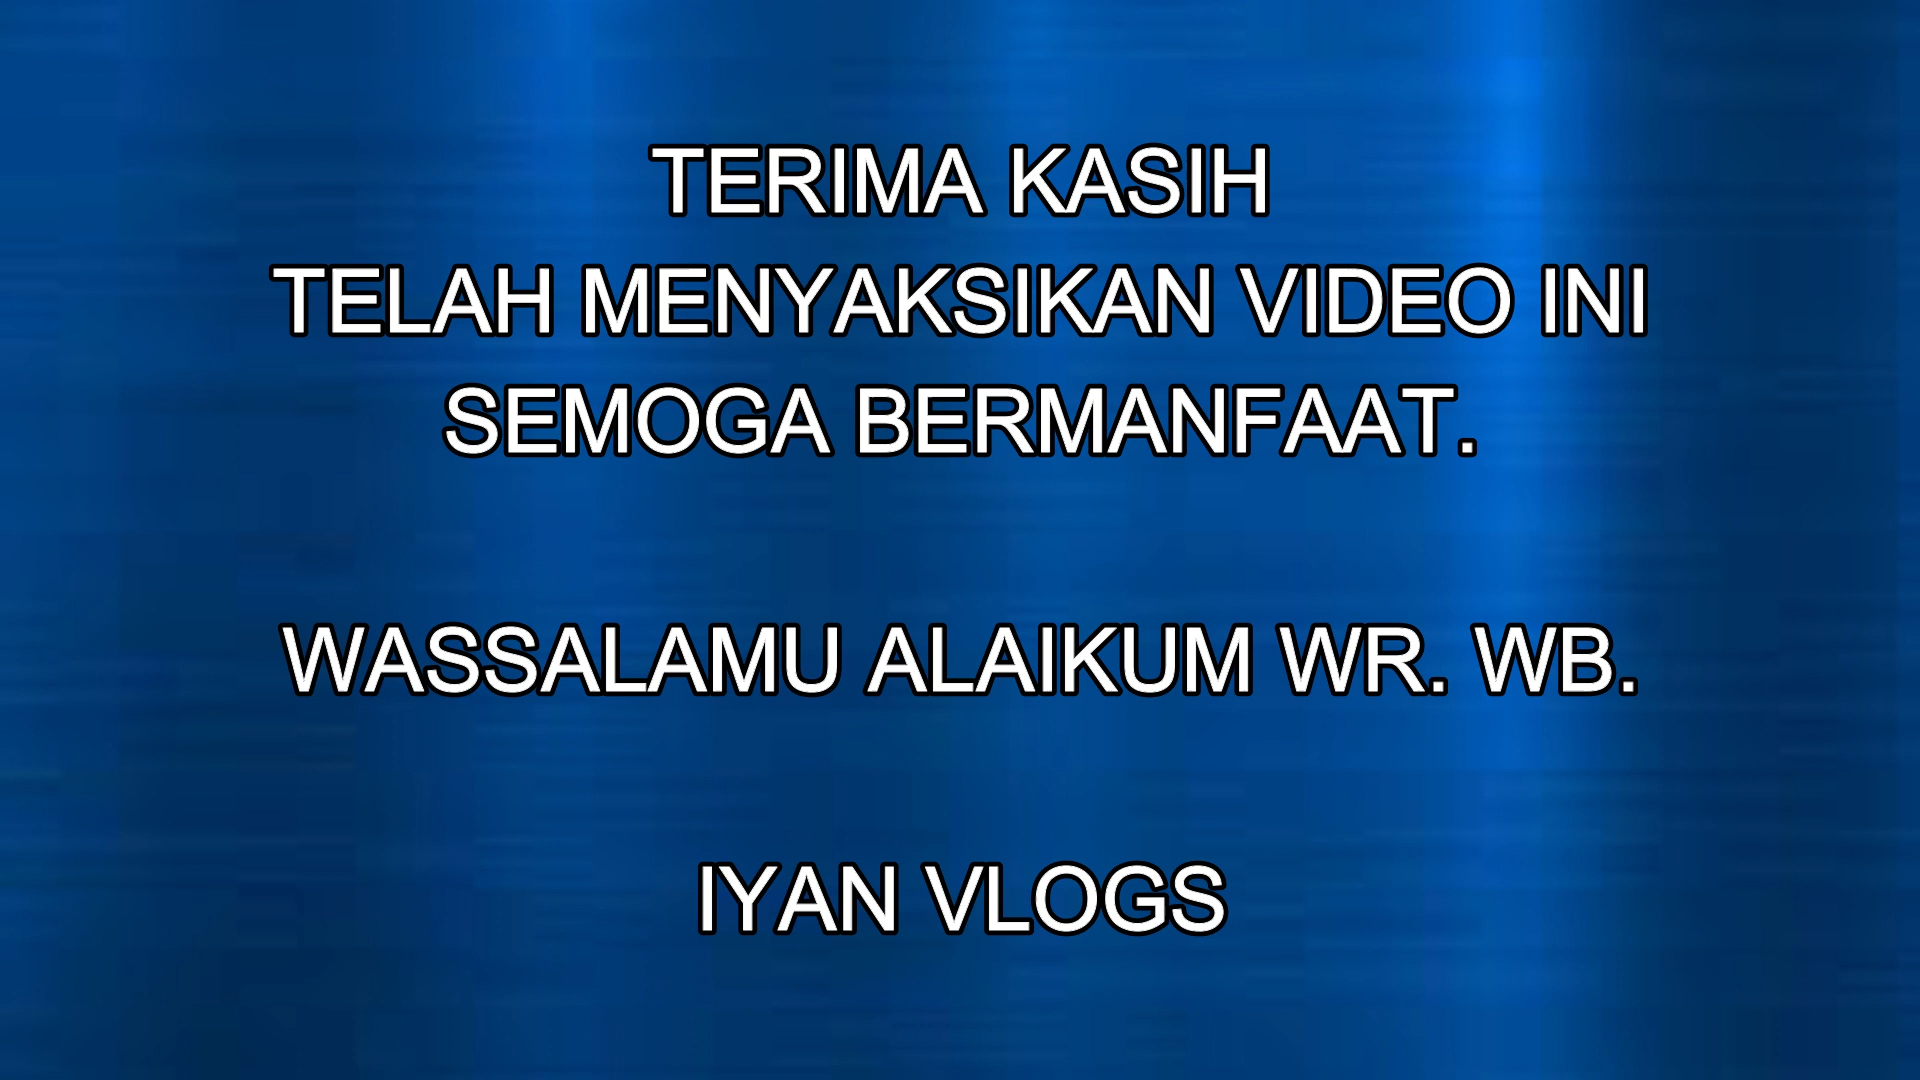 TERIMA KASIH
TELAH MENYAKSIKAN VIDEO INI
SEMOGA BERMANFAAT.
WASSALAMU ALAIKUM WR. WB.
IYAN VLOGS